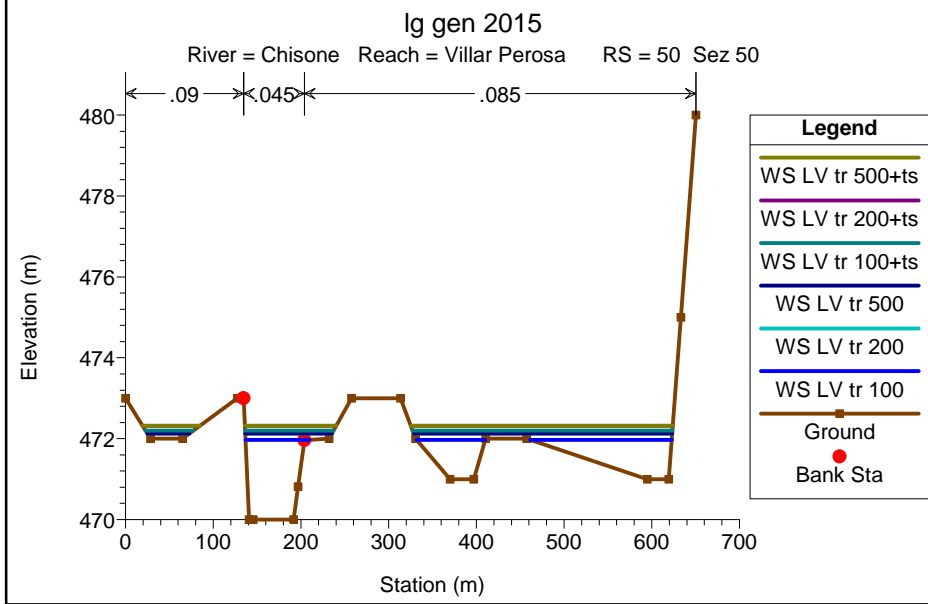 lg gen 2015
River = Chisone Reach = Villar Perosa RS = 50 Sez 50
.09 .045 .085
Elevation (m)
480
478
476
474
472
470
0 100 200 300 400 500 600 700
Station (m)
Legend
WS LV tr 500+ts
WS LV tr 200+ts
WS LV tr 100+ts
WS LV tr 500
WS LV tr 200
WS LV tr 100
Ground
Bank Sta